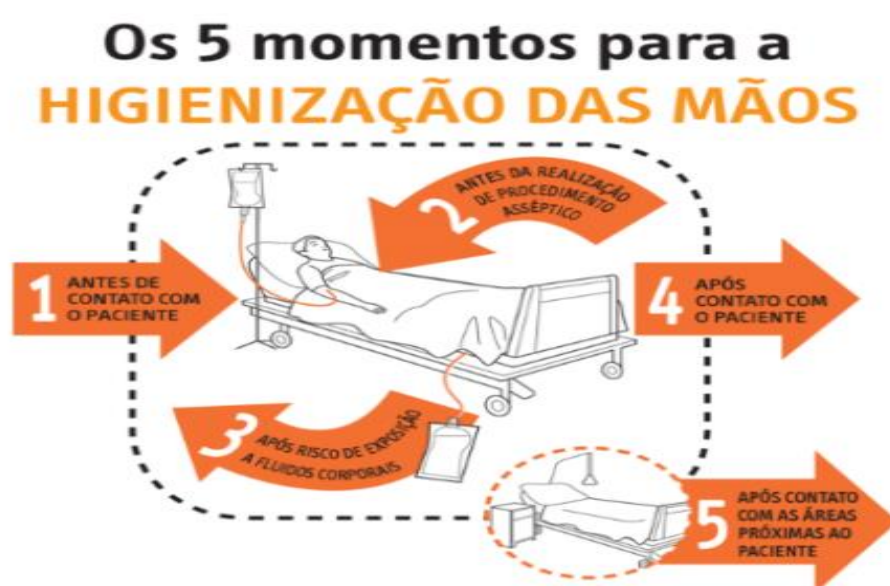 Os 5 momentos para a
HIGIENIZAÇÃO DAS MÃOS
1
ANTES DE
CONTATO COM
O PACIENTE
2
ANTES DA REALIZAÇÃO
DE PROCEDIMENTO
ASSÉPTICO
3
APÓS RISCO DE EXPOSIÇÃO
A FLUIDOS CORPORAIS
4
APÓS
CONTATO COM
O PACIENTE
5
APÓS CONTATO
COM AS ÁREAS
PRÓXIMAS AO
PACIENTE